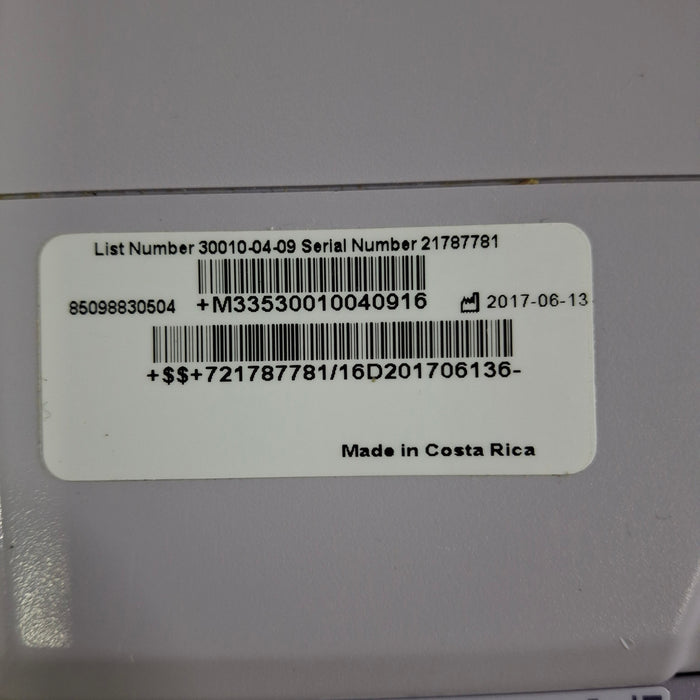 List Number 30010-04-09 Serial Number 21787781
85098830504 +M33530010040916 2017-06-13
+$$+721787781/16D201706136-
Made in Costa Rica